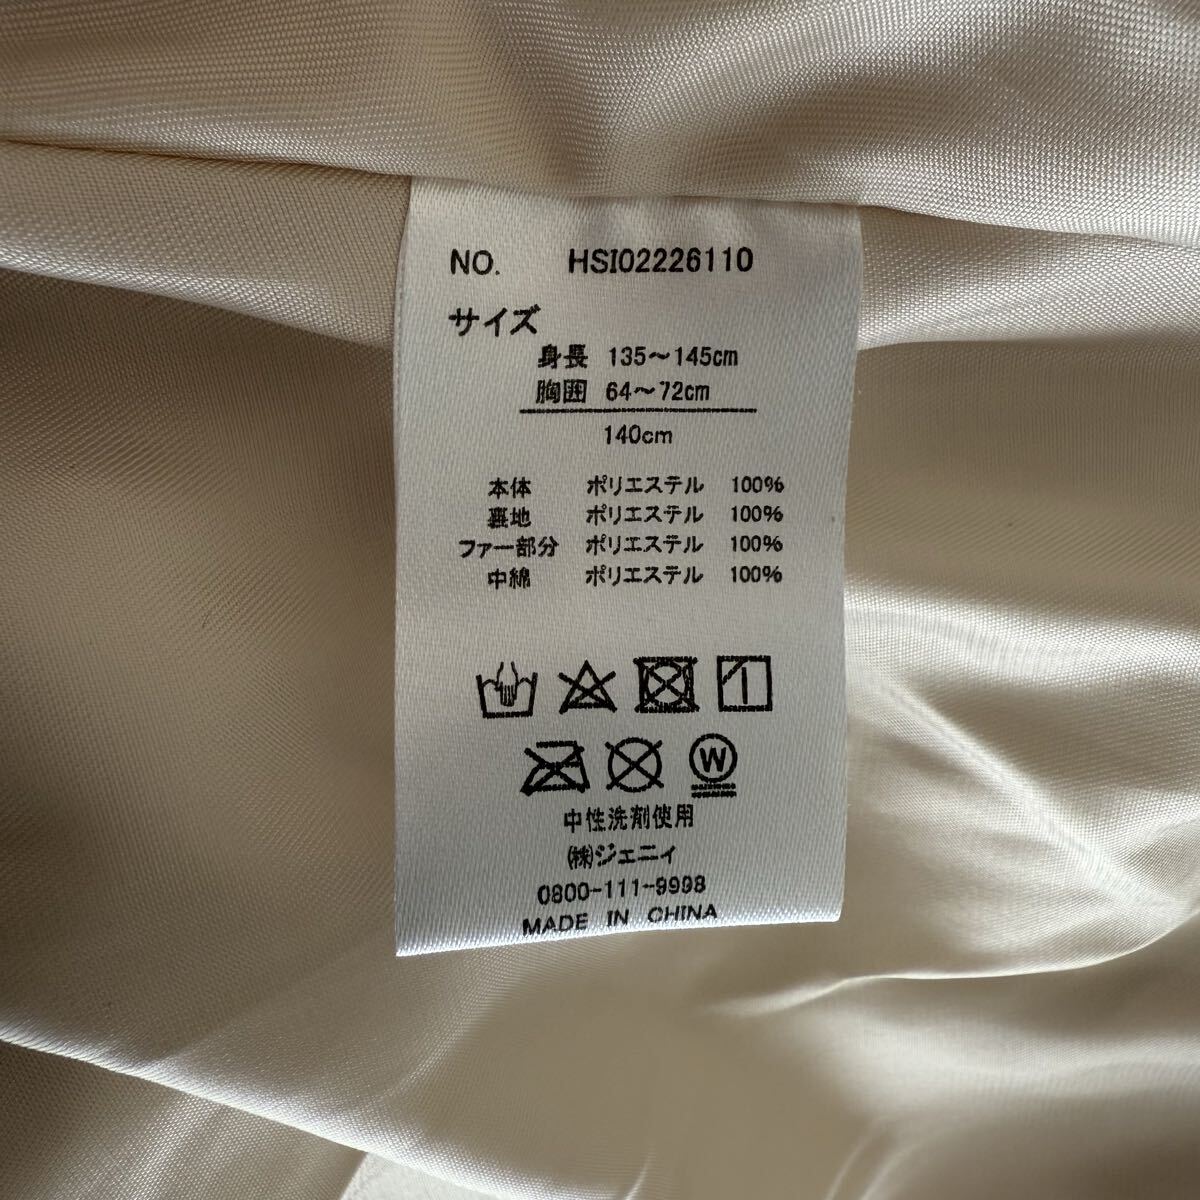 NO. HSI02226110
サイズ
身長 135～145cm
胸囲 64～72cm
140cm
本体 ポリエステル 100%
裏地 ポリエステル 100%
ファー部分 ポリエステル 100%
中綿 ポリエステル 100%
W
中性洗剤使用
㈱ジェニィ
0800-111-9998
MADE IN CHINA